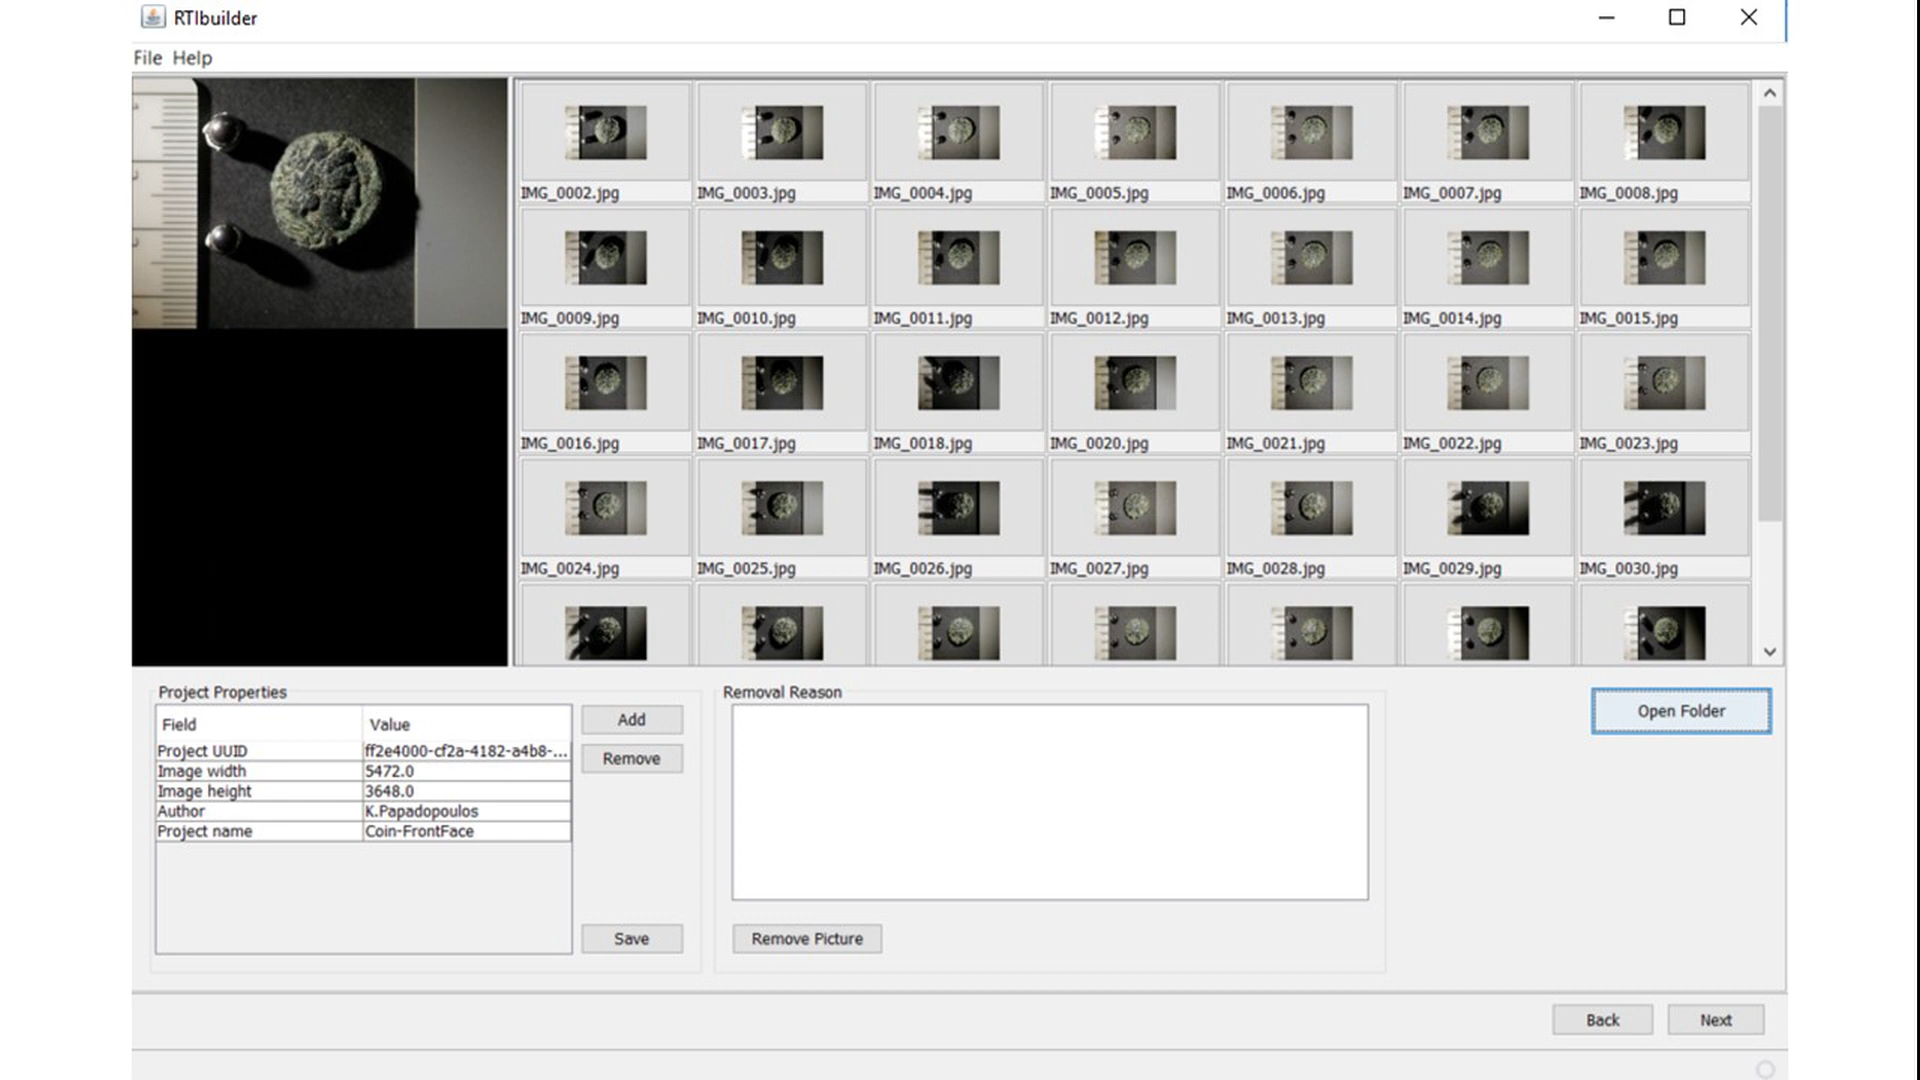 RTIbuilder
File Help
IMG_0002.jpg IMG_0003.jpg IMG_0004.jpg IMG_0005.jpg IMG_0006.jpg IMG_0007.jpg IMG_0008.jpg
IMG_0009.jpg IMG_0010.jpg IMG_0011.jpg IMG_0012.jpg IMG_0013.jpg IMG_0014.jpg IMG_0015.jpg
IMG_0016.jpg IMG_0017.jpg IMG_0018.jpg IMG_0020.jpg IMG_0021.jpg IMG_0022.jpg IMG_0023.jpg
IMG_0024.jpg IMG_0025.jpg IMG_0026.jpg IMG_0027.jpg IMG_0028.jpg IMG_0029.jpg IMG_0030.jpg
Project Properties
Field Value
Project UUID ff2e4000-cf2a-4182-a4b8-...
Image width 5472.0
Image height 3648.0
Author K.Papadopoulos
Project name Coin-FrontFace
Add
Remove
Save
Removal Reason
Remove Picture
Open Folder
Back Next